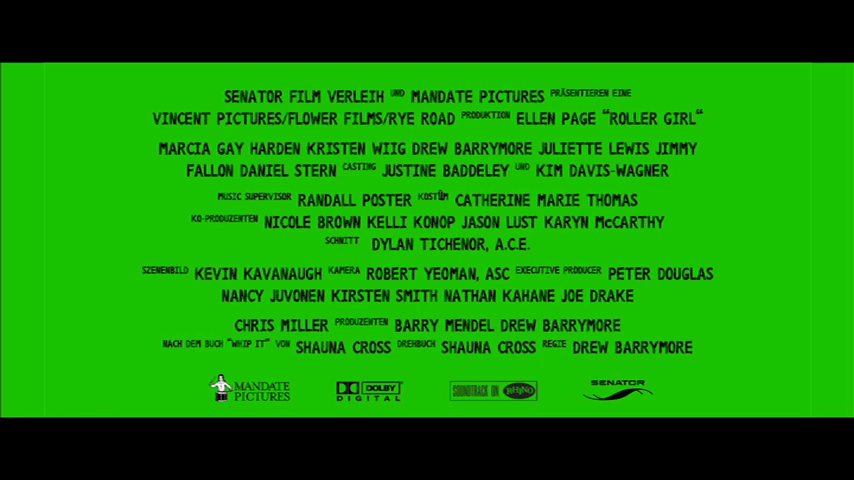 SENATOR FILM VERLEIH UND MANDATE PICTURES PRÄSENTIEREN EINE
VINCENT PICTURES/FLOWER FILMS/RYE ROAD PRODUKTION ELLEN PAGE "ROLLER GIRL"
MARCIA GAY HARDEN KRISTEN WIIG DREW BARRYMORE JULIETTE LEWIS JIMMY
FALLON DANIEL STERN CASTING JUSTINE BADDELEY UND KIM DAVIS-WAGNER
MUSIC SUPERVISOR RANDALL POSTER KOSTÜM CATHERINE MARIE THOMAS
KO-PRODUZENTEN NICOLE BROWN KELLI KONOP JASON LUST KARYN McCARTHY
SCHNITT DYLAN TICHENOR, A.C.E.
SZENENBILD KEVIN KAVANAUGH KAMERA ROBERT YEOMAN, ASC EXECUTIVE PRODUCER PETER DOUGLAS
NANCY JUVONEN KIRSTEN SMITH NATHAN KAHANE JOE DRAKE
CHRIS MILLER PRODUZENTEN BARRY MENDEL DREW BARRYMORE
NACH DEM BUCH "WHIP IT" VON SHAUNA CROSS DREHBUCH SHAUNA CROSS REGIE DREW BARRYMORE
MANDATE PICTURES
DOLBY DIGITAL
SOUNDTRACK ON RHINO
SENATOR